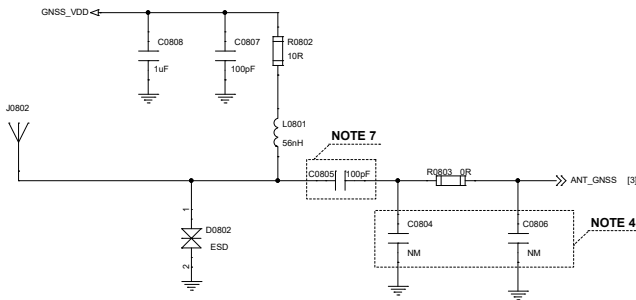 GNSS_VDD
C0808
1uF
C0807
100pF
R0802
10R
J0802
L0801
56nH
NOTE 7
C0805 100pF
R0803 0R
ANT_GNSS [3]
1
D0802
ESD
2
C0804
NM
C0806
NM
NOTE 4